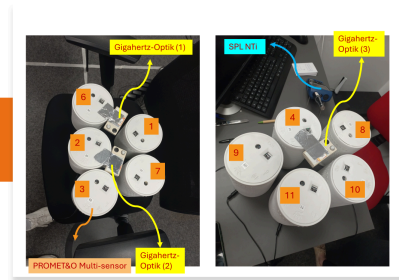 Gigahertz-Optik (1)
6
1
2
7
3
PROMET&O Multi-sensor
Gigahertz-
Optik (2)
SPL NTi
Gigahertz-
Optik (3)
4
8
9
10
11